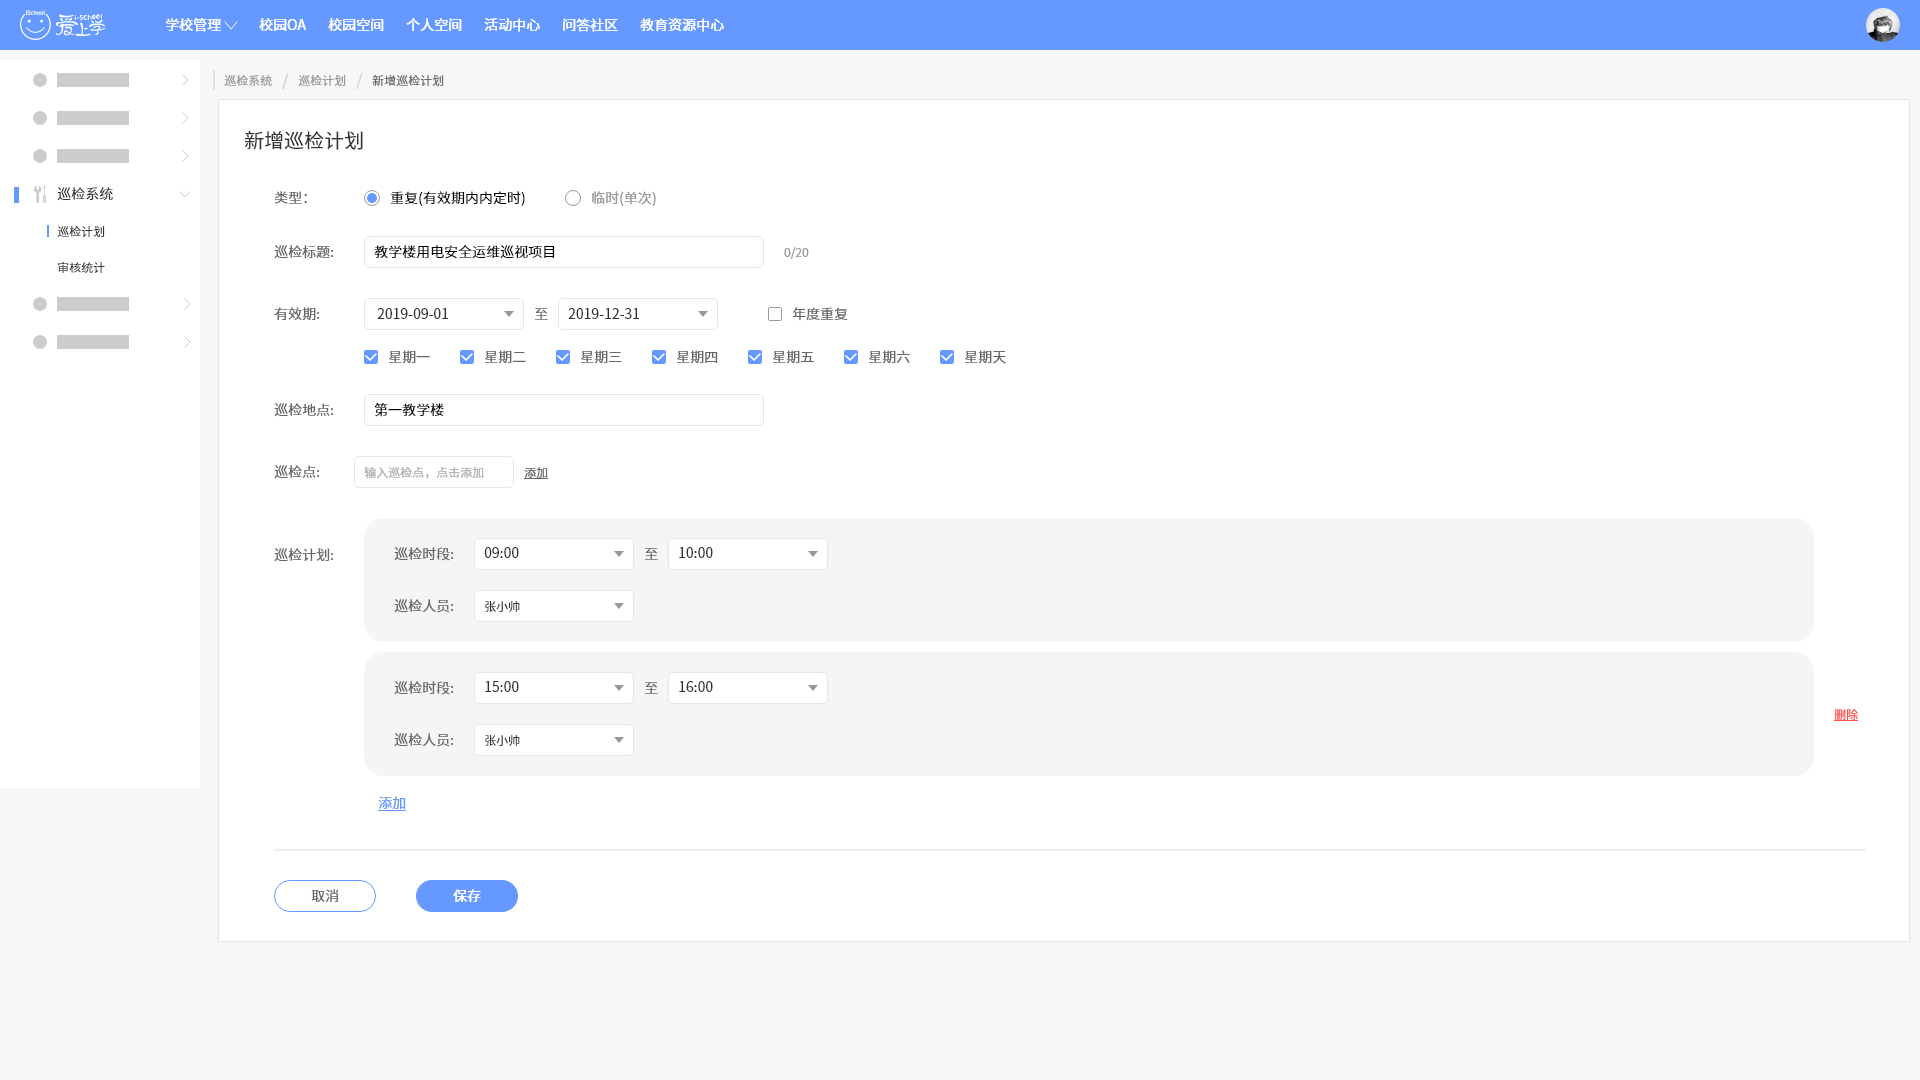 iSchool 爱上学 i-SCHOOL
学校管理 校园OA 校园空间 个人空间 活动中心 问答社区 教育资源中心
巡检系统 / 巡检计划 / 新增巡检计划
巡检系统
巡检计划
审核统计
新增巡检计划
类型： 重复(有效期内内定时) 临时(单次)
巡检标题: 教学楼用电安全运维巡视项目 0/20
有效期: 2019-09-01 至 2019-12-31 年度重复
星期一 星期二 星期三 星期四 星期五 星期六 星期天
巡检地点: 第一教学楼
巡检点: 输入巡检点，点击添加 添加
巡检计划: 巡检时段: 09:00 至 10:00
巡检人员: 张小帅
巡检时段: 15:00 至 16:00
删除
巡检人员: 张小帅
添加
取消 保存